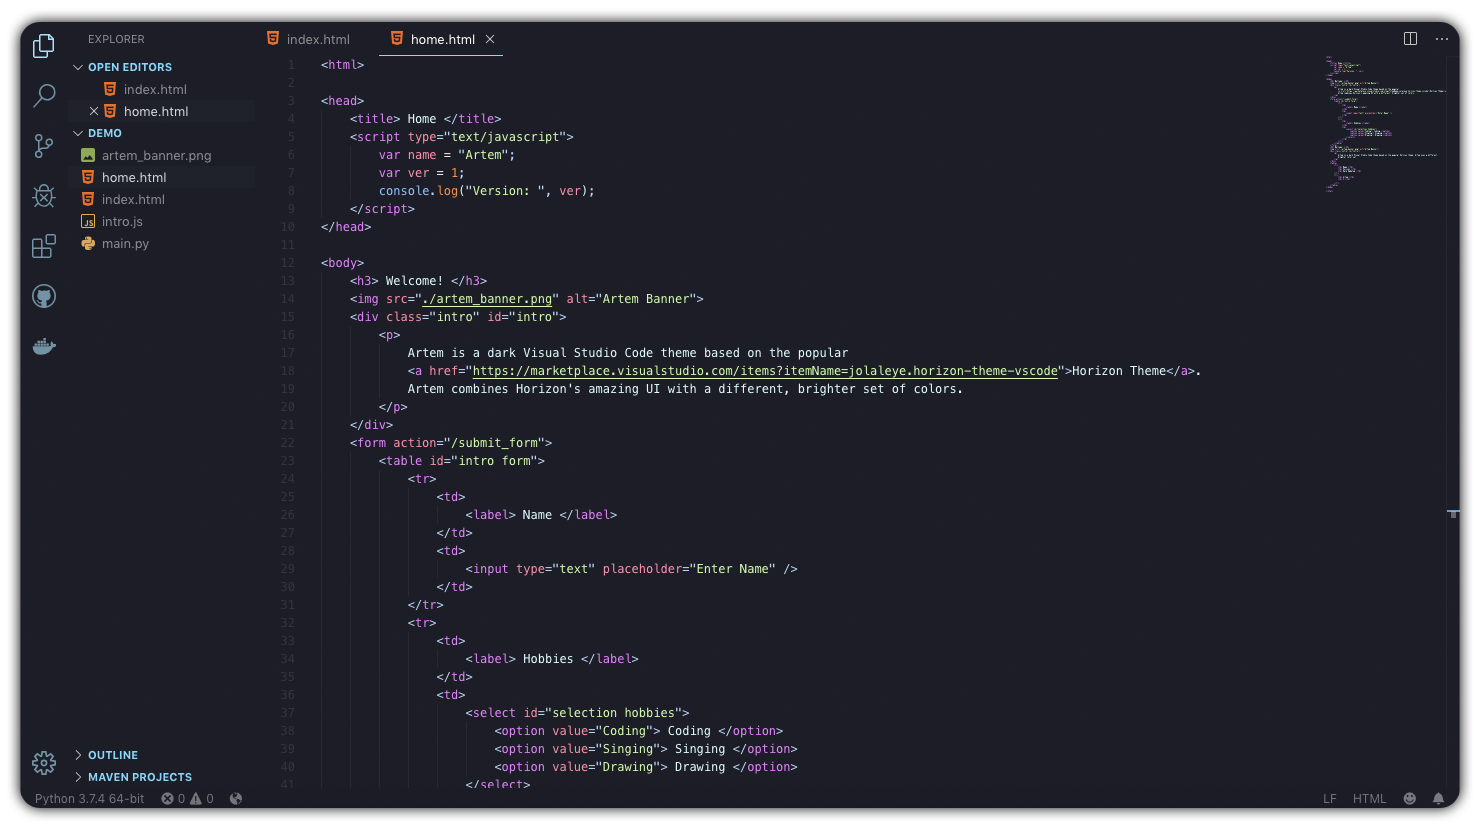 EXPLORER
OPEN EDITORS
index.html
home.html
DEMO
artem_banner.png
home.html
index.html
intro.js
main.py
OUTLINE
MAVEN PROJECTS
index.html
home.html
1 <html>
2
3 <head>
4 <title> Home </title>
5 <script type="text/javascript">
6 var name = "Artem";
7 var ver = 1;
8 console.log("Version: ", ver);
9 </script>
10 </head>
11
12 <body>
13 <h3> Welcome! </h3>
14 <img src="./artem_banner.png" alt="Artem Banner">
15 <div class="intro" id="intro">
16 <p>
17 Artem is a dark Visual Studio Code theme based on the popular
18 <a href="https://marketplace.visualstudio.com/items?itemName=jolaleye.horizon-theme-vscode">Horizon Theme</a>.
19 Artem combines Horizon's amazing UI with a different, brighter set of colors.
20 </p>
21 </div>
22 <form action="/submit_form">
23 <table id="intro form">
24 <tr>
25 <td>
26 <label> Name </label>
27 </td>
28 <td>
29 <input type="text" placeholder="Enter Name" />
30 </td>
31 </tr>
32 <tr>
33 <td>
34 <label> Hobbies </label>
35 </td>
36 <td>
37 <select id="selection hobbies">
38 <option value="Coding"> Coding </option>
39 <option value="Singing"> Singing </option>
40 <option value="Drawing"> Drawing </option>
41 </select>
Python 3.7.4 64-bit 0 0 LF HTML